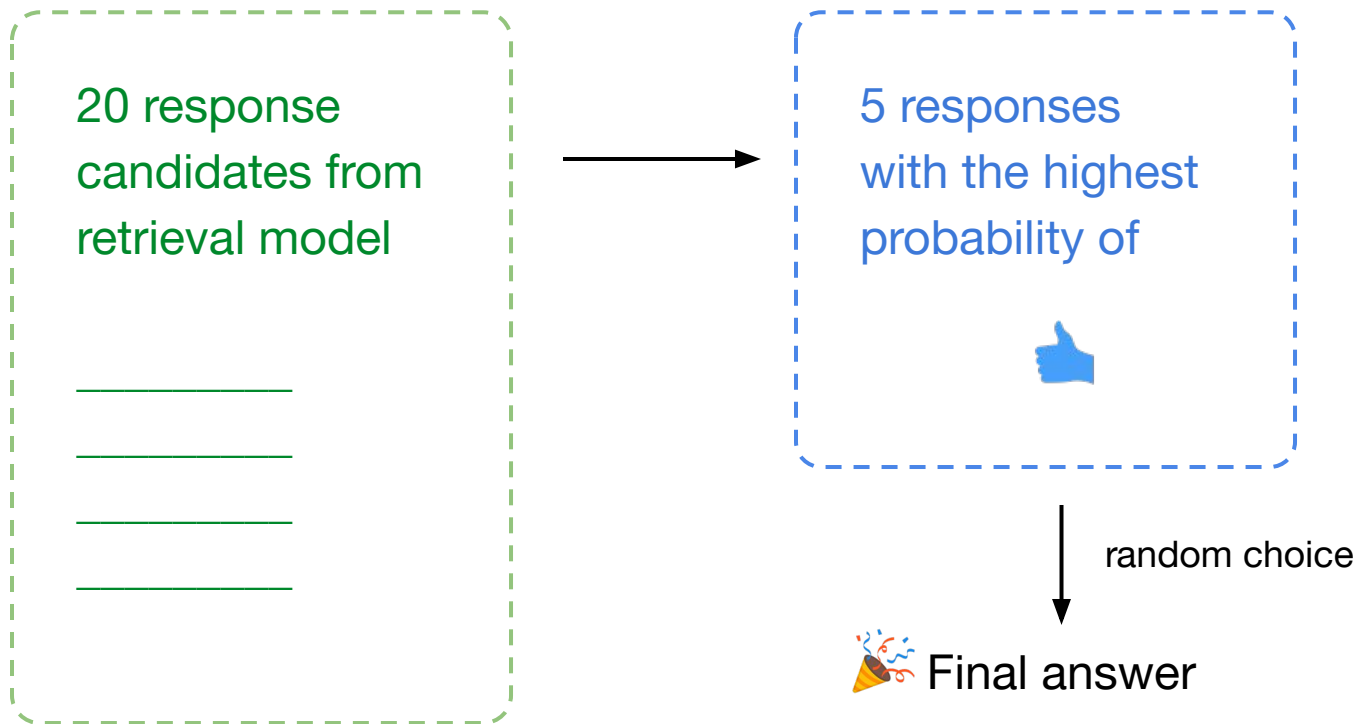 20 response
candidates from
retrieval model
5 responses
with the highest
probability of
random choice
Final answer